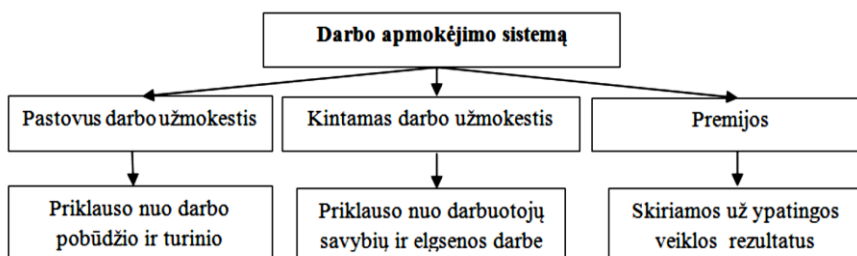 Darbo apmokėjimo sistemą
Pastovus darbo užmokestis
Kintamas darbo užmokestis
Premijos
Priklauso nuo darbo
pobūdžio ir turinio
Priklauso nuo darbuotojų
savybių ir elgsenos darbe
Skiriamos už ypatingos
veiklos rezultatus